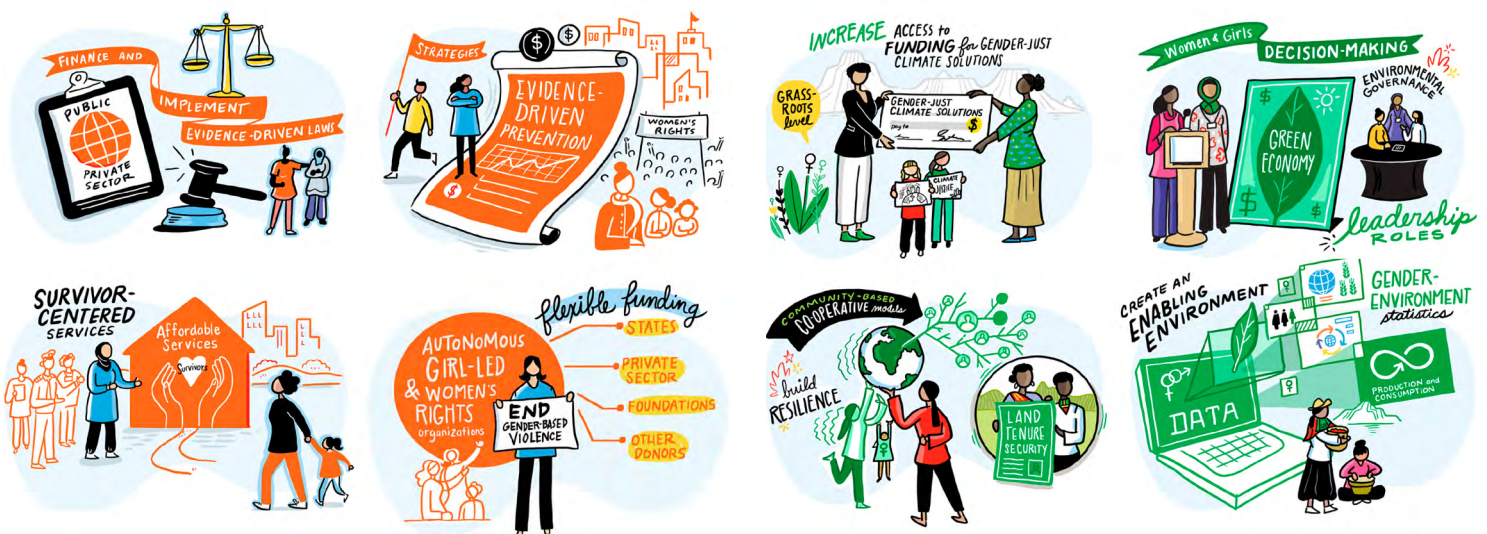 FINANCE AND
IMPLEMENT
EVIDENCE-DRIVEN LAWS
PUBLIC
PRIVATE
SECTOR
STRATEGIES
$
$
EVIDENCE-
DRIVEN
PREVENTION
$
WOMEN'S
RIGHTS
INCREASE ACCESS to
FUNDING for GENDER-JUST
CLIMATE SOLUTIONS
GRASS-
ROOTS
level
GENDER-JUST
CLIMATE SOLUTIONS
Pay to
$
CLIMATE
JUSTICE
Women & Girls
DECISION-MAKING
ENVIRONMENTAL
GOVERNANCE
$
GREEN
ECONOMY
$
$
leadership
ROLES
SURVIVOR-
CENTERED
SERVICES
Affordable
Services
Survivors
flexible funding
AUTONOMOUS
GIRL-LED
& WOMEN'S
RIGHTS
organizations
END
GENDER-BASED
VIOLENCE
STATES
PRIVATE
SECTOR
FOUNDATIONS
OTHER
DONORS
COMMUNITY-BASED
CO-OPERATIVE models
build
RESILIENCE
LAND
TENURE
SECURITY
CREATE AN
ENABLING
ENVIRONMENT
GENDER-
ENVIRONMENT
statistics
DATA
PRODUCTION and
CONSUMPTION